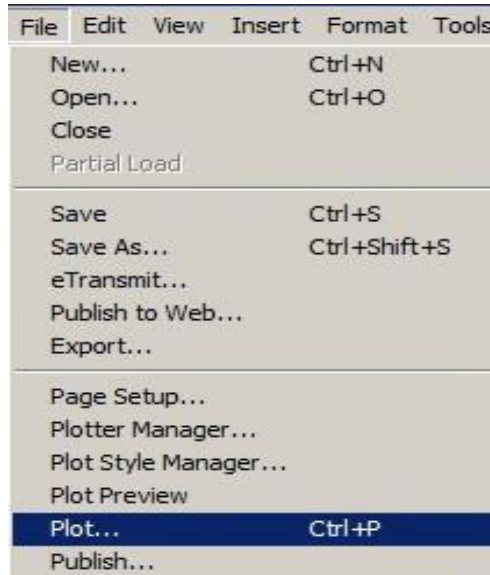 File Edit View Insert Format Tools
New... Ctrl+N
Open... Ctrl+O
Close
Partial Load
Save Ctrl+S
Save As... Ctrl+Shift+S
eTransmit...
Publish to Web...
Export...
Page Setup...
Plotter Manager...
Plot Style Manager...
Plot Preview
Plot... Ctrl+P
Publish...